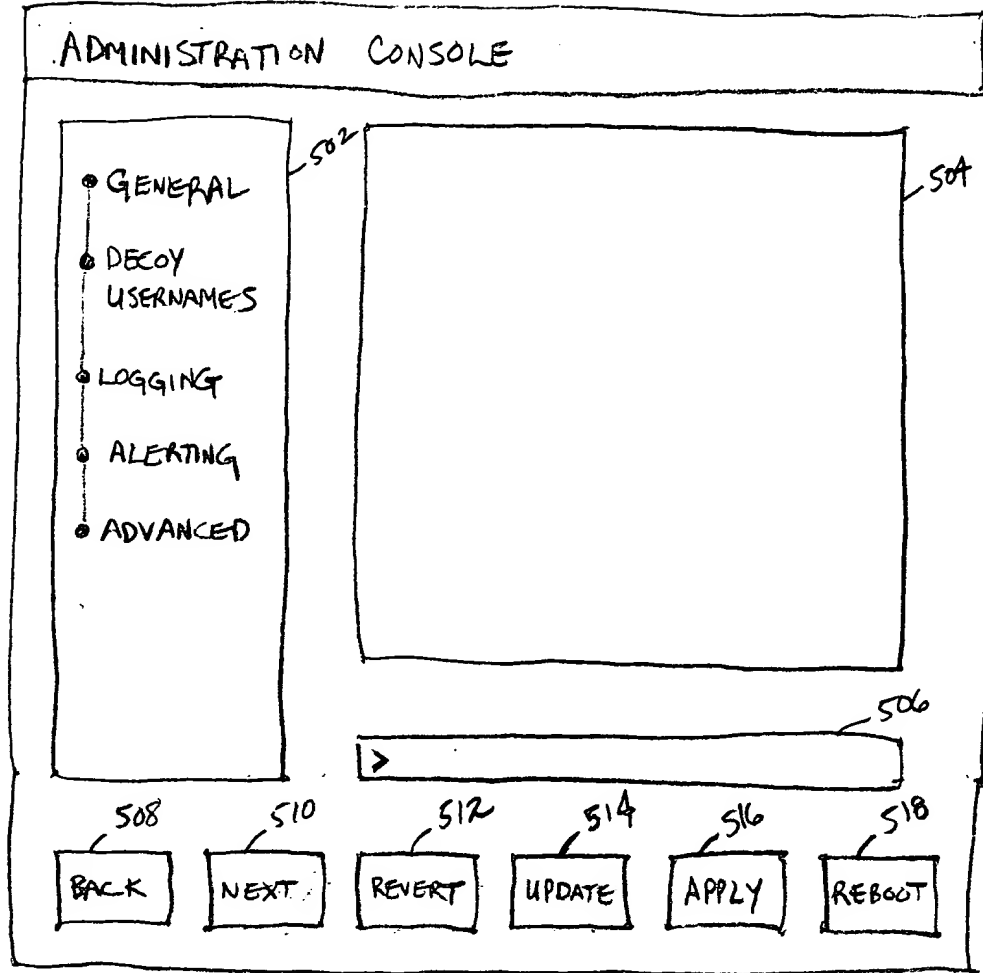 ADMINISTRATION CONSOLE
502
504
GENERAL
DECOY
USERNAMES
LOGGING
ALERTING
ADVANCED
506
>
508 510 512 514 516 518
BACK NEXT REVERT UPDATE APPLY REBOOT